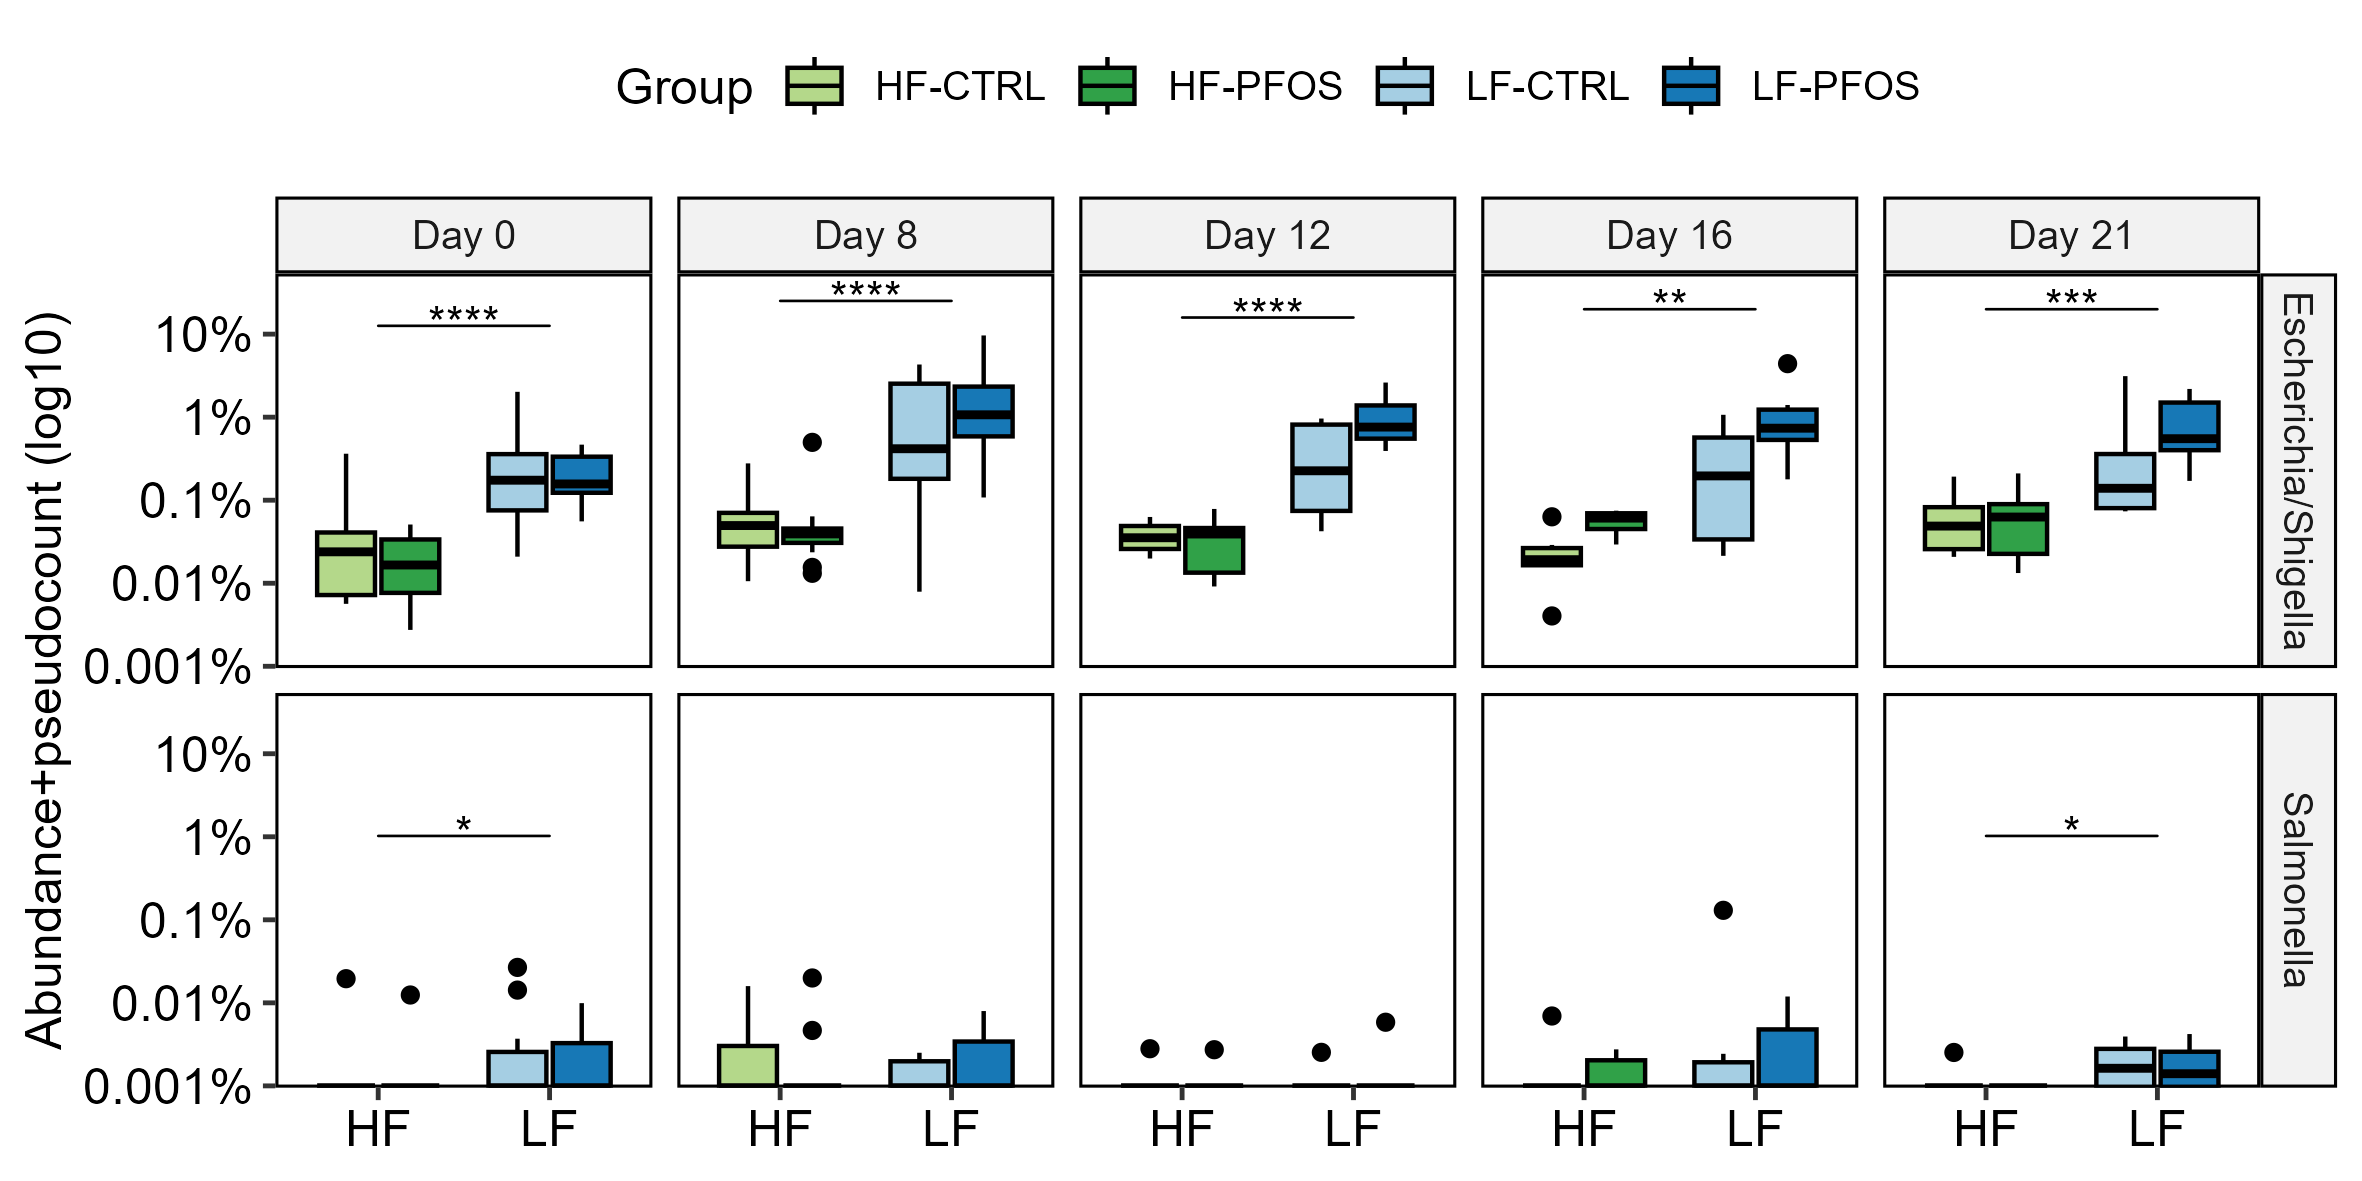 Group HF-CTRL HF-PFOS LF-CTRL LF-PFOS
Day 0 Day 8 Day 12 Day 16 Day 21
Abundance+pseudocount (log10)
**** **** **** ** ***
10%
1%
0.1%
0.01%
0.001%
Escherichia/Shigella
10%
1%
0.1%
0.01%
0.001%
* *
Salmonella
HF LF HF LF HF LF HF LF HF LF